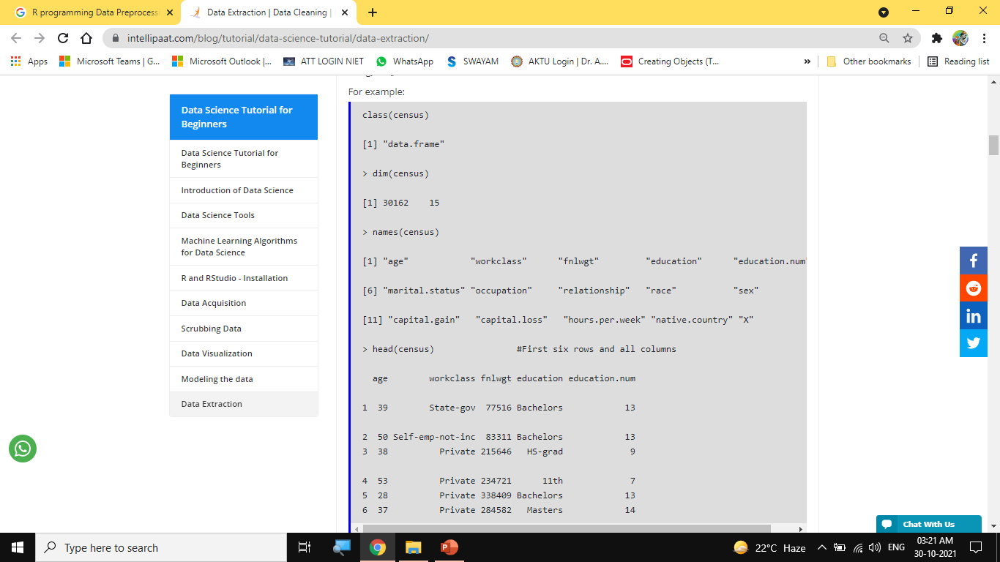 R programming Data Preprocess
Data Extraction | Data Cleaning |
intellipaat.com/blog/tutorial/data-science-tutorial/data-extraction/
Apps
Microsoft Teams | G...
Microsoft Outlook |...
ATT LOGIN NIET
WhatsApp
SWAYAM
AKTU Login | Dr. A....
Creating Objects (T...
»
Other bookmarks
Reading list
Data Science Tutorial for
Beginners
Data Science Tutorial for
Beginners
Introduction of Data Science
Data Science Tools
Machine Learning Algorithms
for Data Science
R and RStudio - Installation
Data Acquisition
Scrubbing Data
Data Visualization
Modeling the data
Data Extraction
For example:
class(census)
[1] "data.frame"
> dim(census)
[1] 30162    15
> names(census)
[1] "age"            "workclass"      "fnlwgt"         "education"      "education.num"
[6] "marital.status" "occupation"     "relationship"   "race"           "sex"
[11] "capital.gain"   "capital.loss"   "hours.per.week" "native.country" "X"
> head(census)                #First six rows and all columns
age        workclass fnlwgt education education.num
1  39        State-gov  77516 Bachelors            13
2  50 Self-emp-not-inc  83311 Bachelors            13
3  38          Private 215646   HS-grad             9
4  53          Private 234721      11th             7
5  28          Private 338409 Bachelors            13
6  37          Private 284582   Masters            14
Chat With Us
Type here to search
22°C Haze
ENG
03:21 AM
30-10-2021